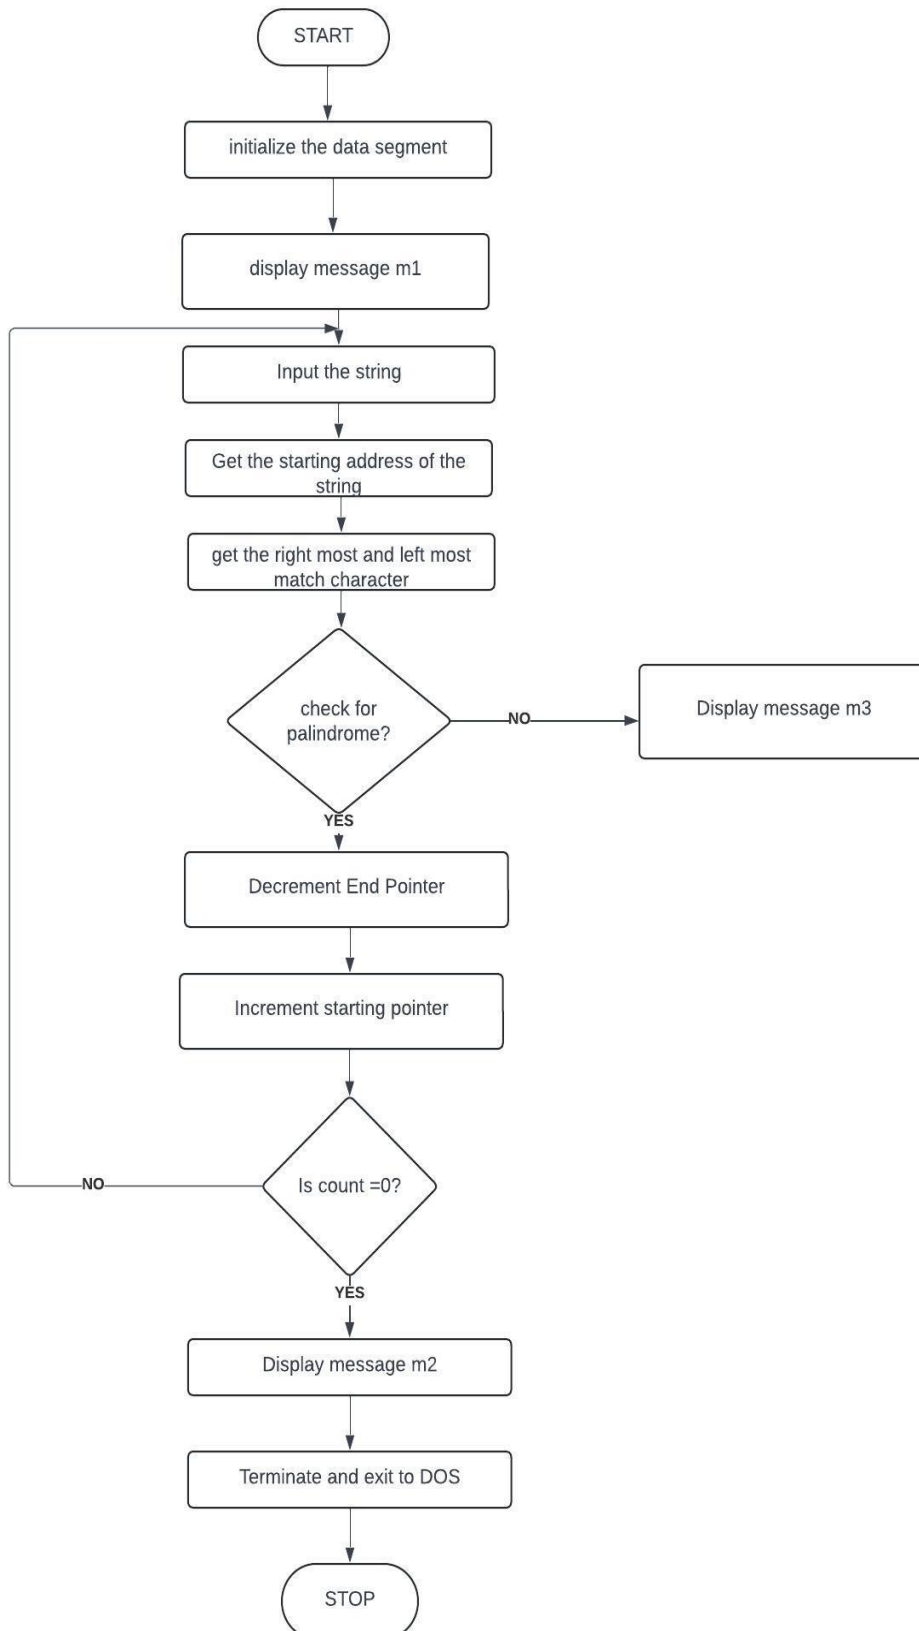 START
initialize the data segment
display message m1
Input the string
Get the starting address of the
string
get the right most and left most
match character
check for
palindrome?
NO
Display message m3
YES
Decrement End Pointer
Increment starting pointer
Is count =0?
NO
YES
Display message m2
Terminate and exit to DOS
STOP